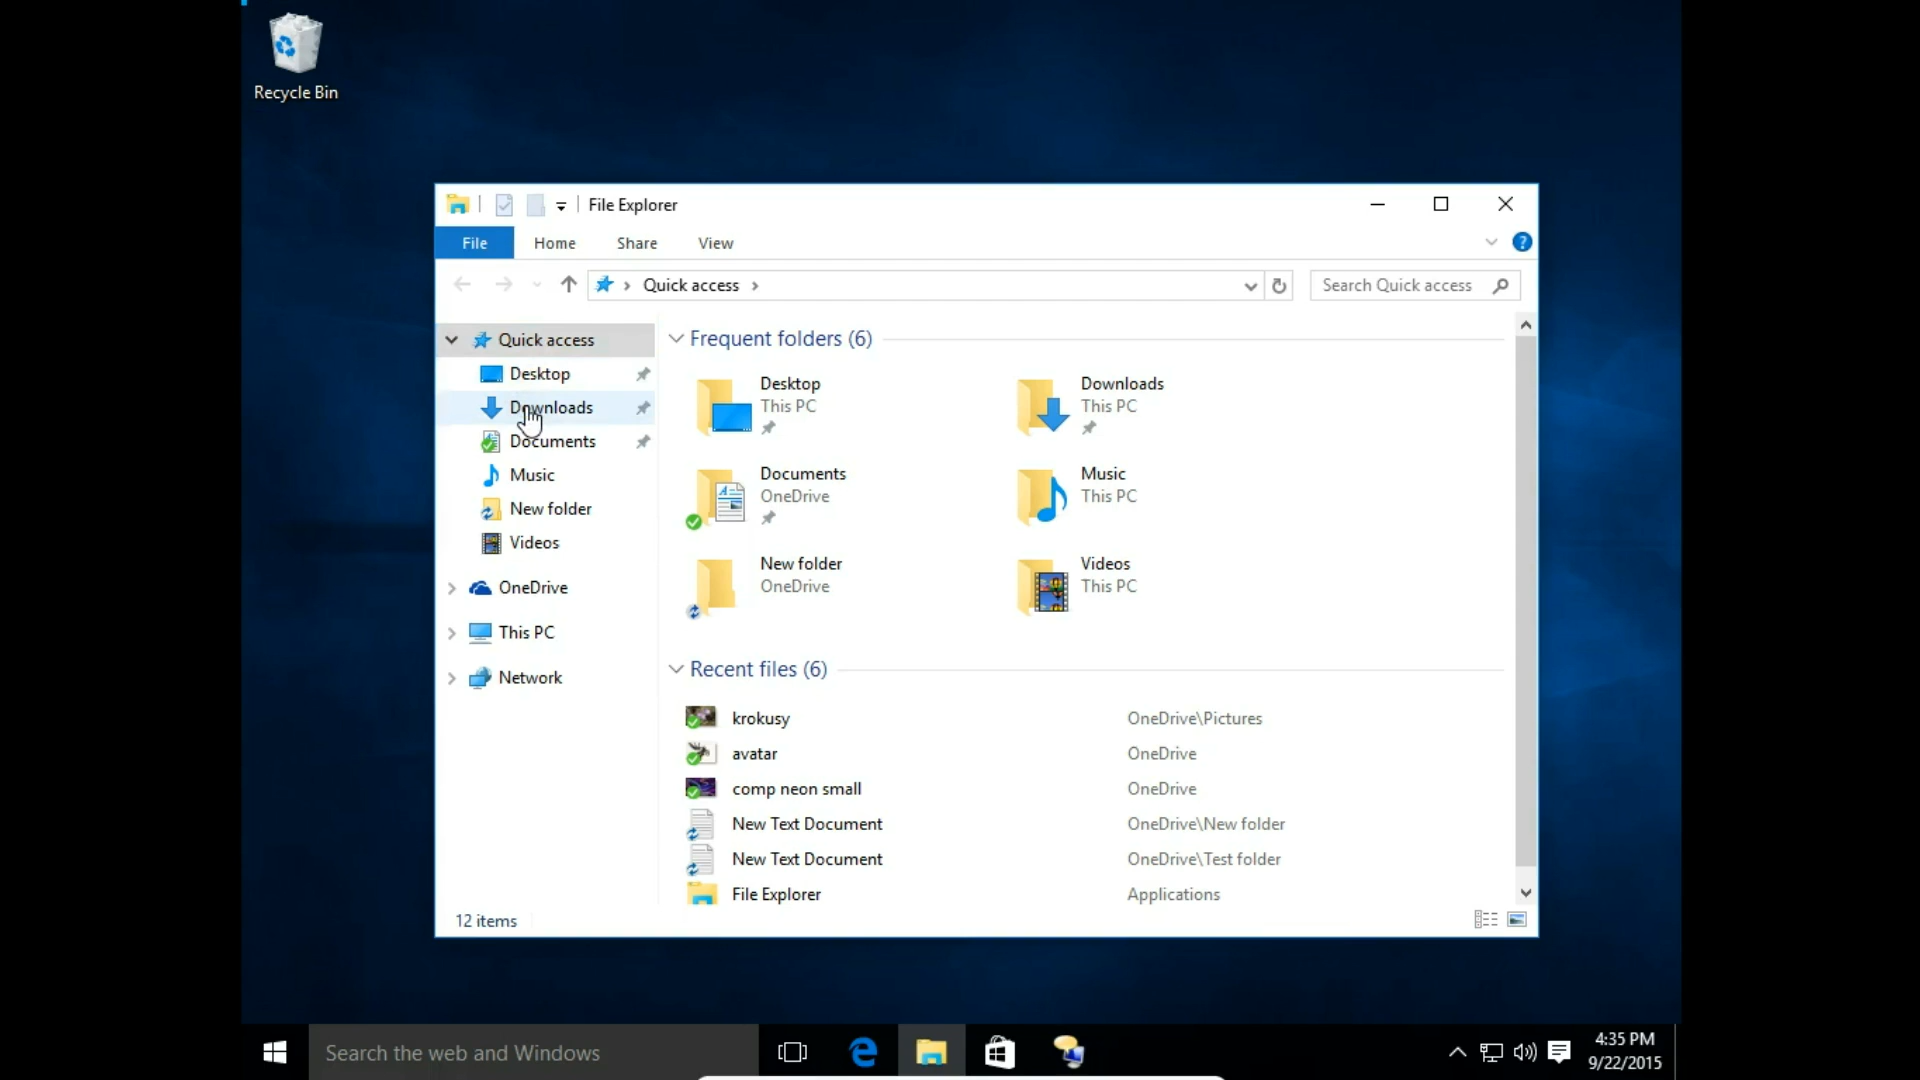 Recycle Bin
File Explorer
File Home Share View
Quick access
Search Quick access
Quick access
Desktop
Downloads
Documents
Music
New folder
Videos
OneDrive
This PC
Network
Frequent folders (6)
Desktop
This PC
Downloads
This PC
Documents
OneDrive
Music
This PC
New folder
OneDrive
Videos
This PC
Recent files (6)
krokusy OneDrive\Pictures
avatar OneDrive
comp neon small OneDrive
New Text Document OneDrive\New folder
New Text Document OneDrive\Test folder
File Explorer Applications
12 items
Search the web and Windows
4:35 PM
9/22/2015